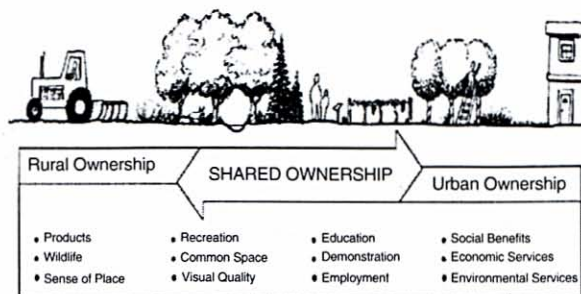 Rural Ownership
SHARED OWNERSHIP
Urban Ownership
• Products
• Wildlife
• Sense of Place
• Recreation
• Common Space
• Visual Quality
• Education
• Demonstration
• Employment
• Social Benefits
• Economic Services
• Environmental Services